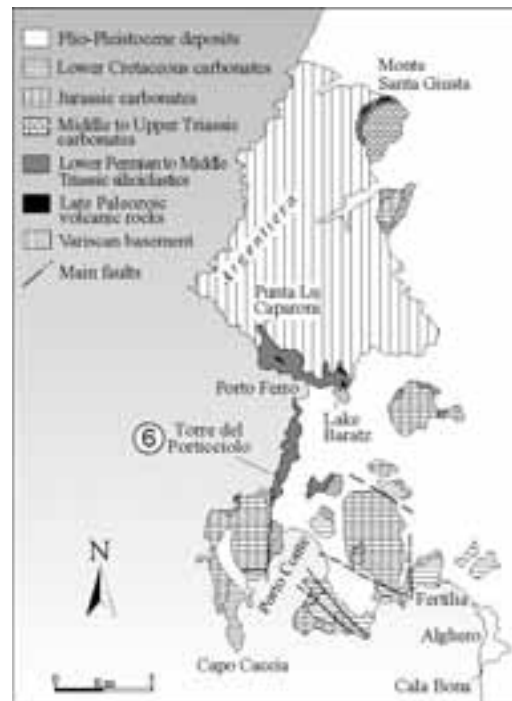 Plio-Pleistocene deposits
Lower Cretaceous carbonates
Jurassic carbonates
Middle to Upper Triassic
carbonates
Lower Permian to Middle
Triassic siliciclastics
Late Paleozoic
volcanic rocks
Variscan basement
Main faults
Monte
Santa Giusta
Argentiera
Punta Lu
Caparoni
Porto Ferro
Lake
Baratz
6
Torre del
Porticciolo
N
Porto Conte
Fertilia
Alghero
Capo Caccia
Cala Bona